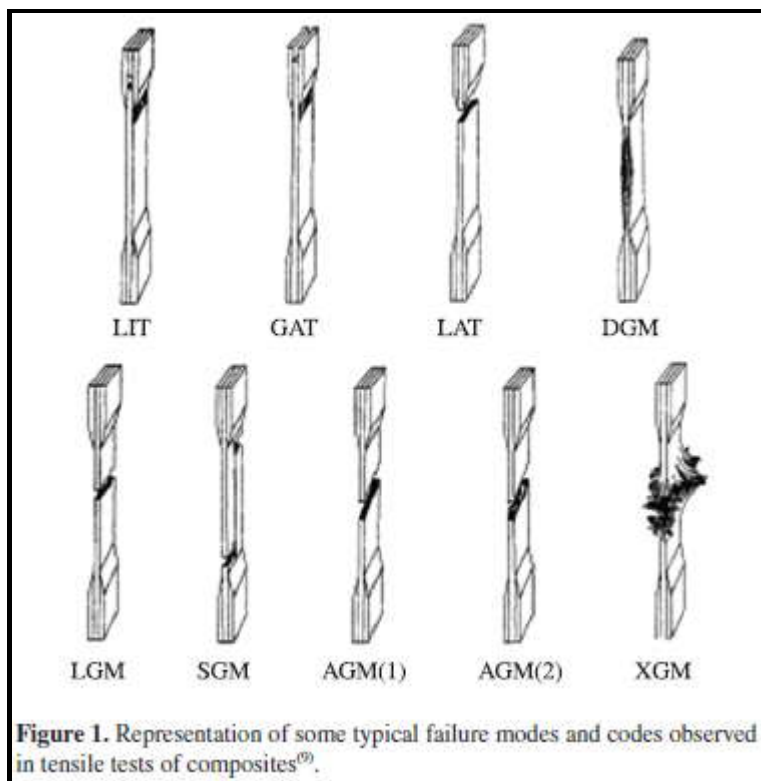 LIT GAT LAT DGM
LGM SGM AGM(1) AGM(2) XGM
Figure 1. Representation of some typical failure modes and codes observed
in tensile tests of composites⁽⁹⁾.